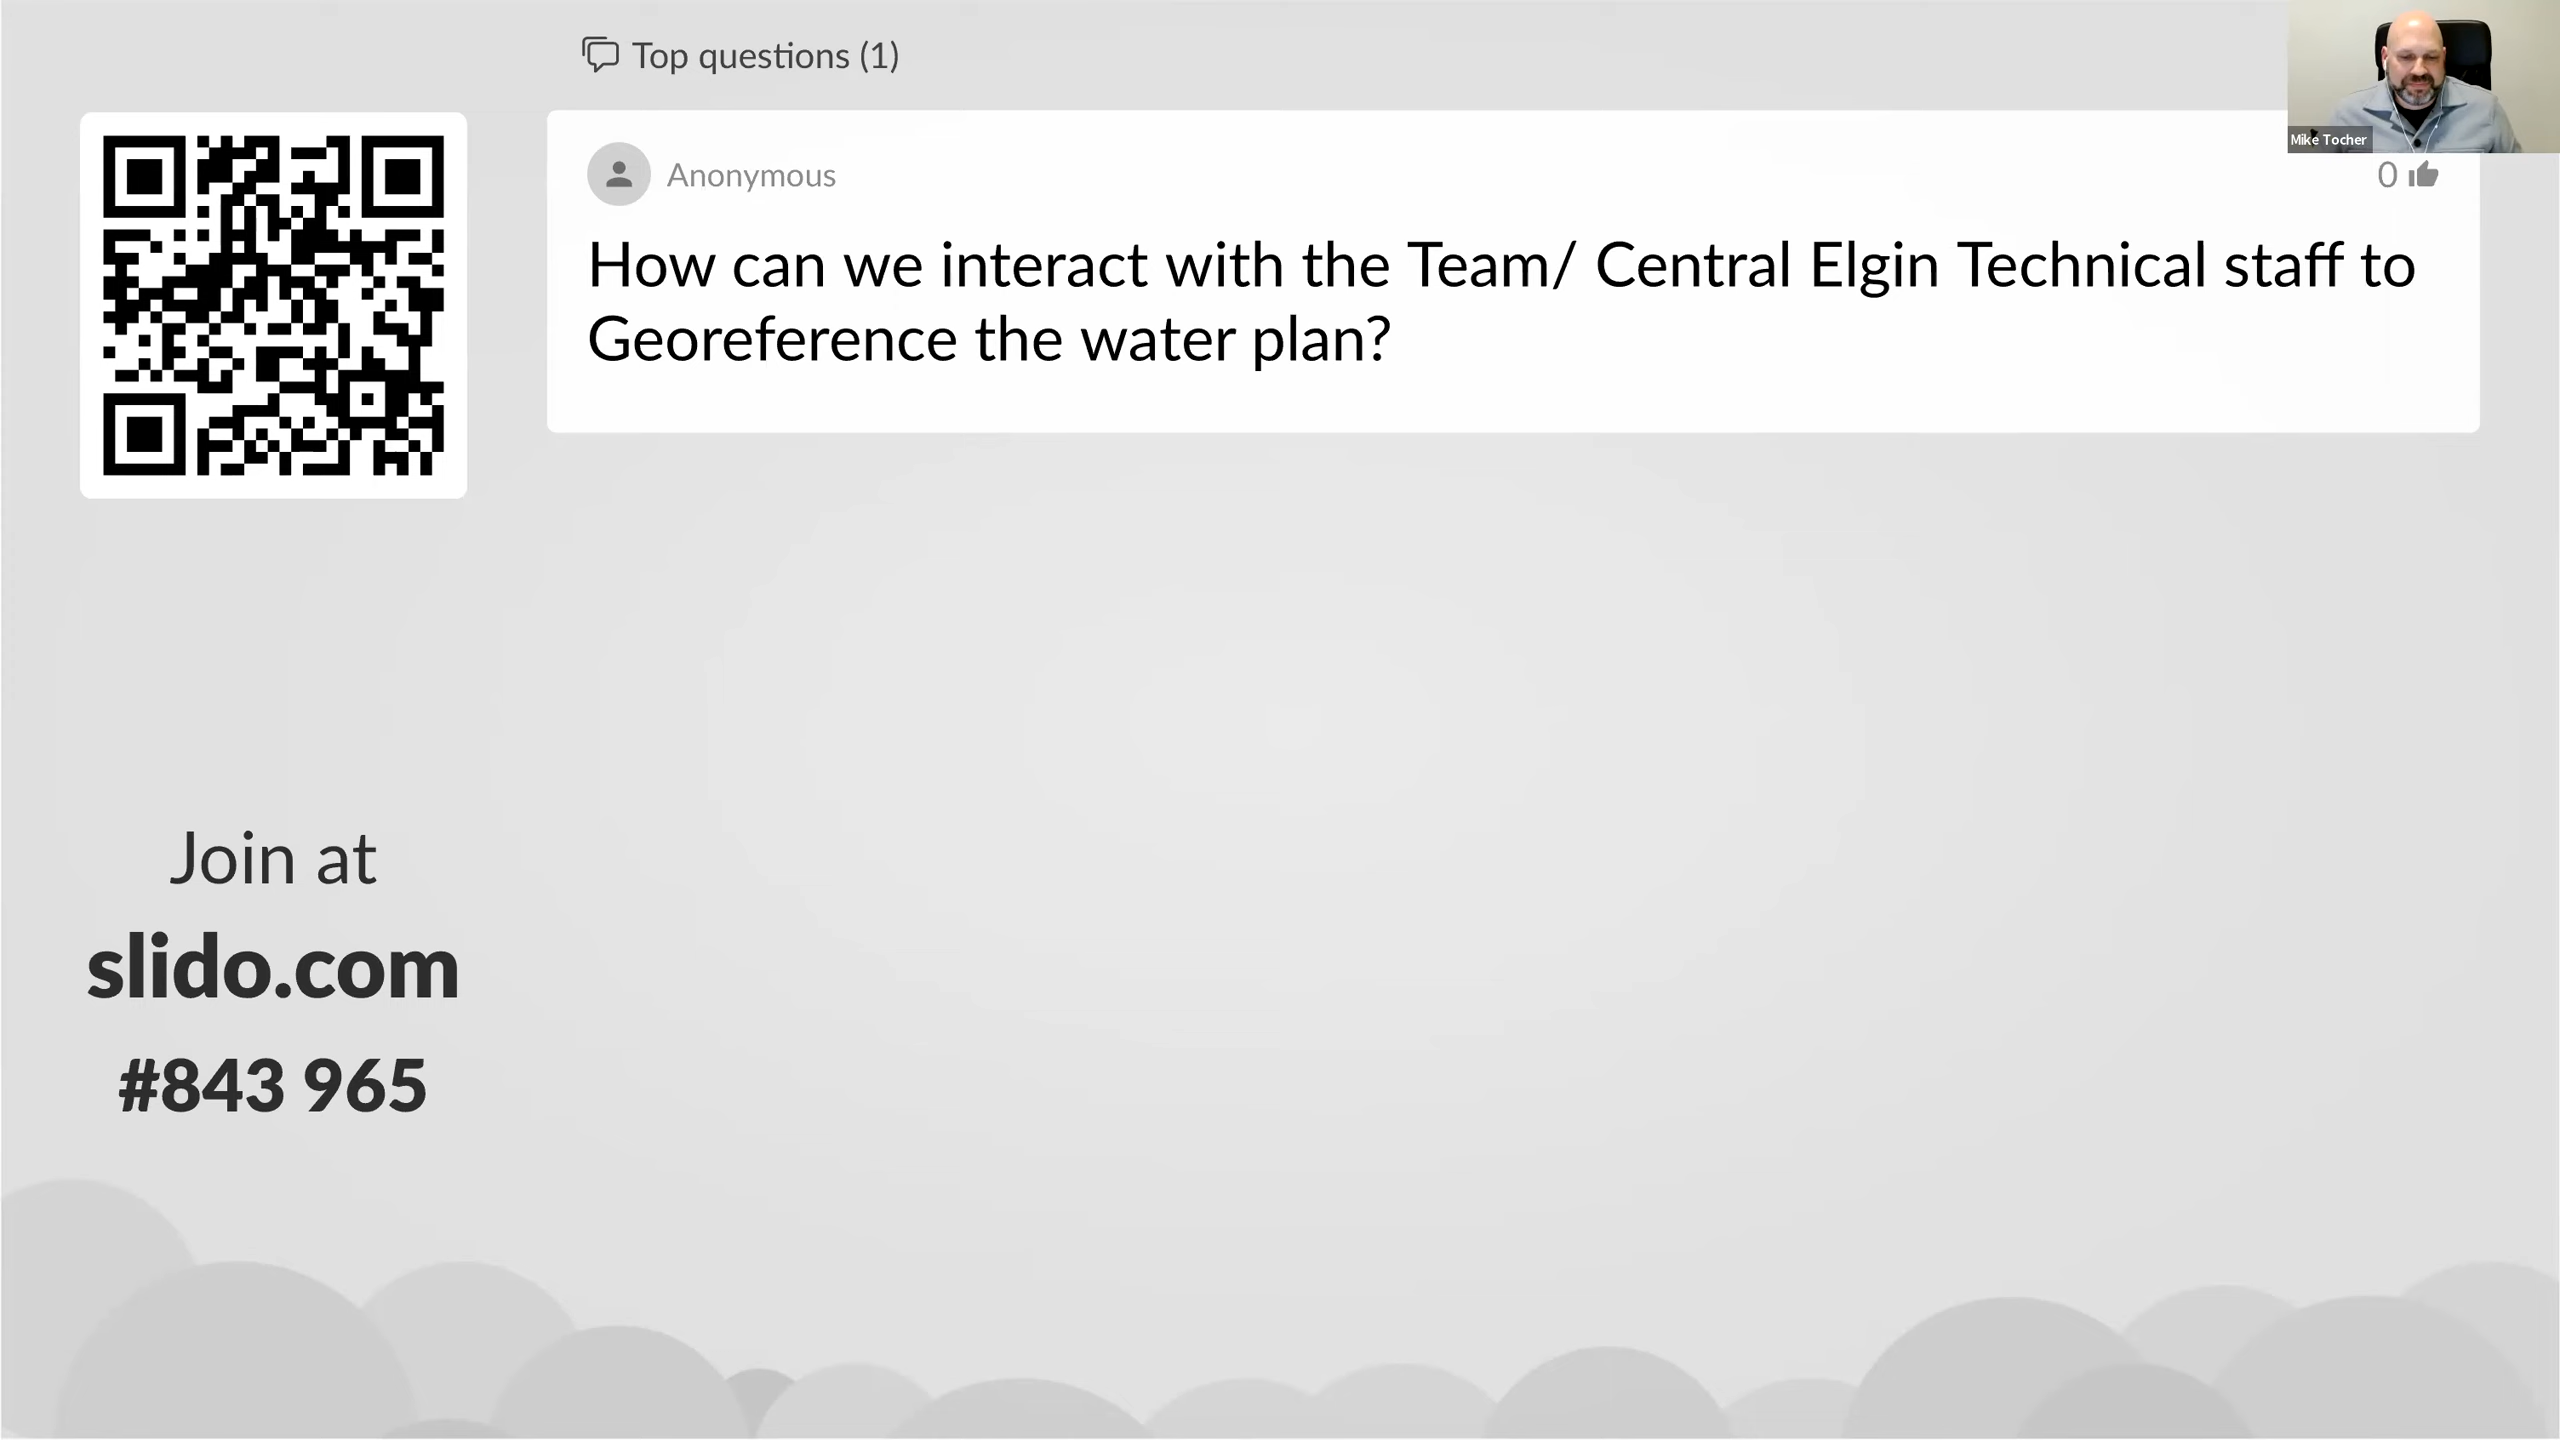 Top questions (1)
Mike Tocher
Anonymous
0
How can we interact with the Team/ Central Elgin Technical staff to
Georeference the water plan?
Join at
slido.com
#843 965